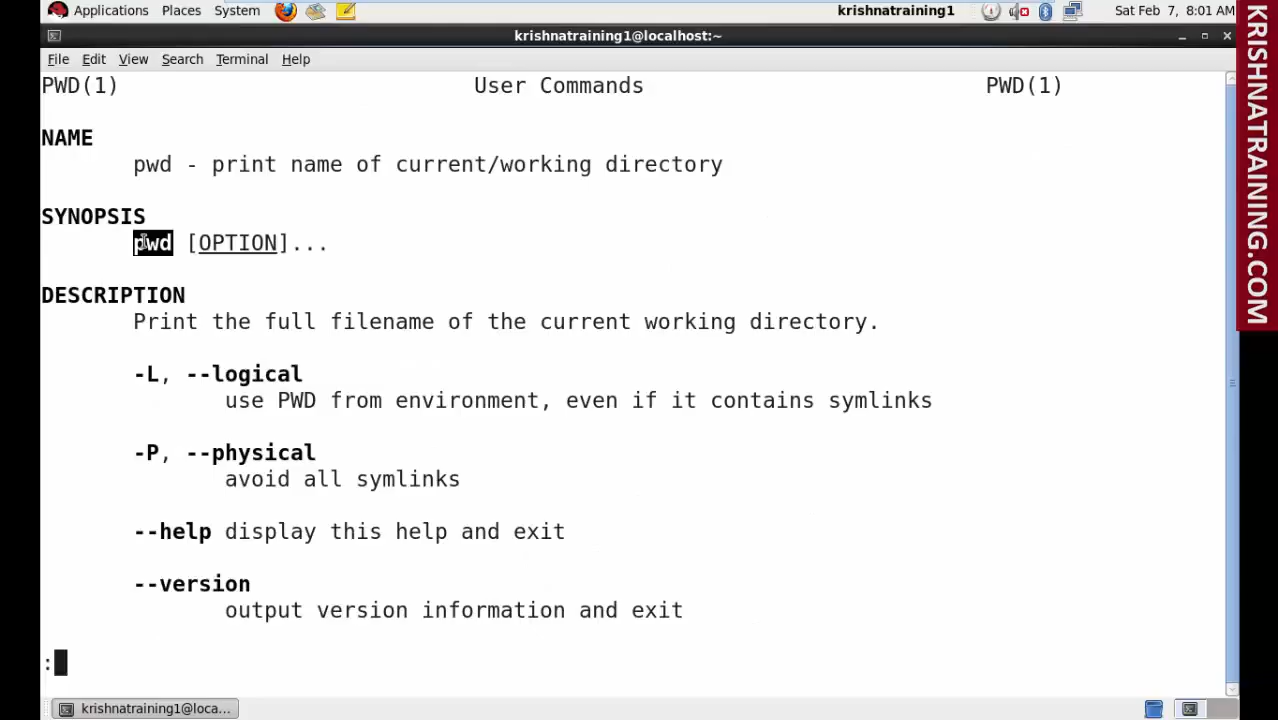 Applications Places System krishnatraining1 Sat Feb 7, 8:01 AM
krishnatraining1@localhost:~
File Edit View Search Terminal Help
PWD(1) User Commands PWD(1)
NAME
pwd - print name of current/working directory
SYNOPSIS
pwd [OPTION]...
DESCRIPTION
Print the full filename of the current working directory.
-L, --logical
use PWD from environment, even if it contains symlinks
-P, --physical
avoid all symlinks
--help display this help and exit
--version
output version information and exit
:
krishnatraining1@loca...
KRISHNATRAINING.COM